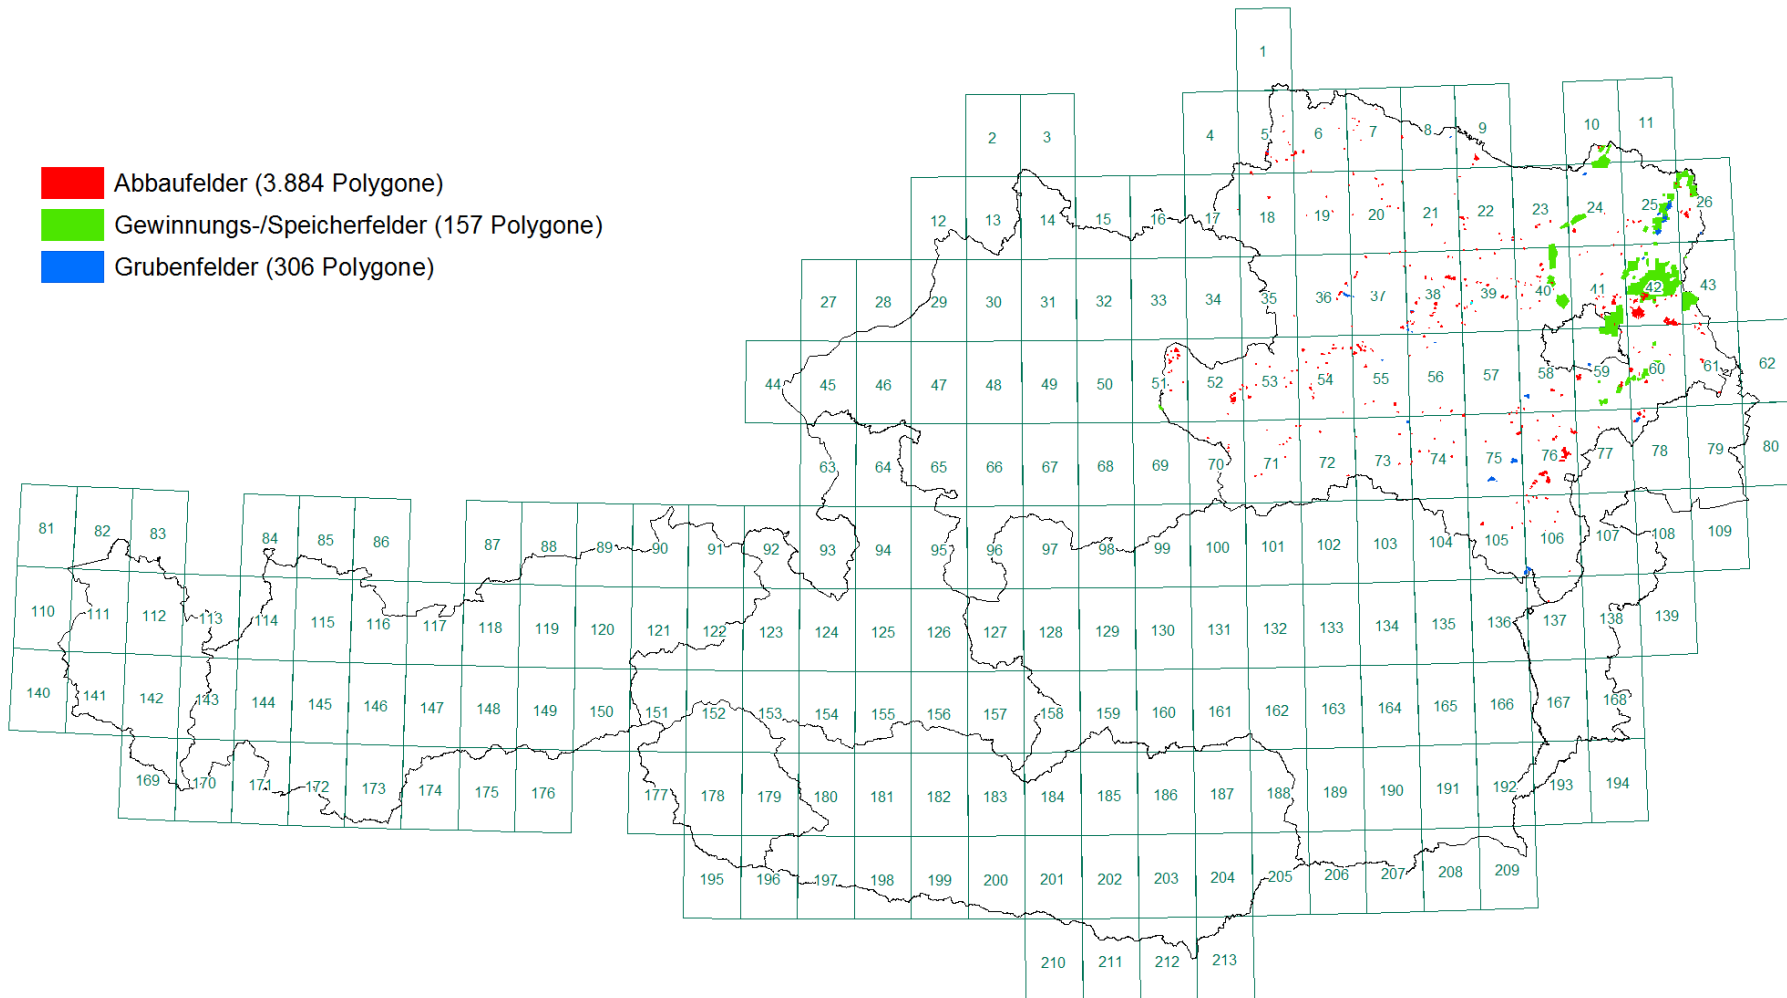 1
2 3 4 5 6 7 8 9 10 11
Abbaufelder (3.884 Polygone)
Gewinnungs-/Speicherfelder (157 Polygone)
Grubenfelder (306 Polygone)
12 13 14 15 16 17 18 19 20 21 22 23 24 25 26
27 28 29 30 31 32 33 34 35 36 37 38 39 40 41 42 43
44 45 46 47 48 49 50 51 52 53 54 55 56 57 58 59 60 61 62
63 64 65 66 67 68 69 70 71 72 73 74 75 76 77 78 79 80
81 82 83 84 85 86 87 88 89 90 91 92 93 94 95 96 97 98 99 100 101 102 103 104 105 106 107 108 109
110 111 112 113 114 115 116 117 118 119 120 121 122 123 124 125 126 127 128 129 130 131 132 133 134 135 136 137 138 139
140 141 142 143 144 145 146 147 148 149 150 151 152 153 154 155 156 157 158 159 160 161 162 163 164 165 166 167 168
169 170 171 172 173 174 175 176 177 178 179 180 181 182 183 184 185 186 187 188 189 190 191 192 193 194
195 196 197 198 199 200 201 202 203 204 205 206 207 208 209
210 211 212 213